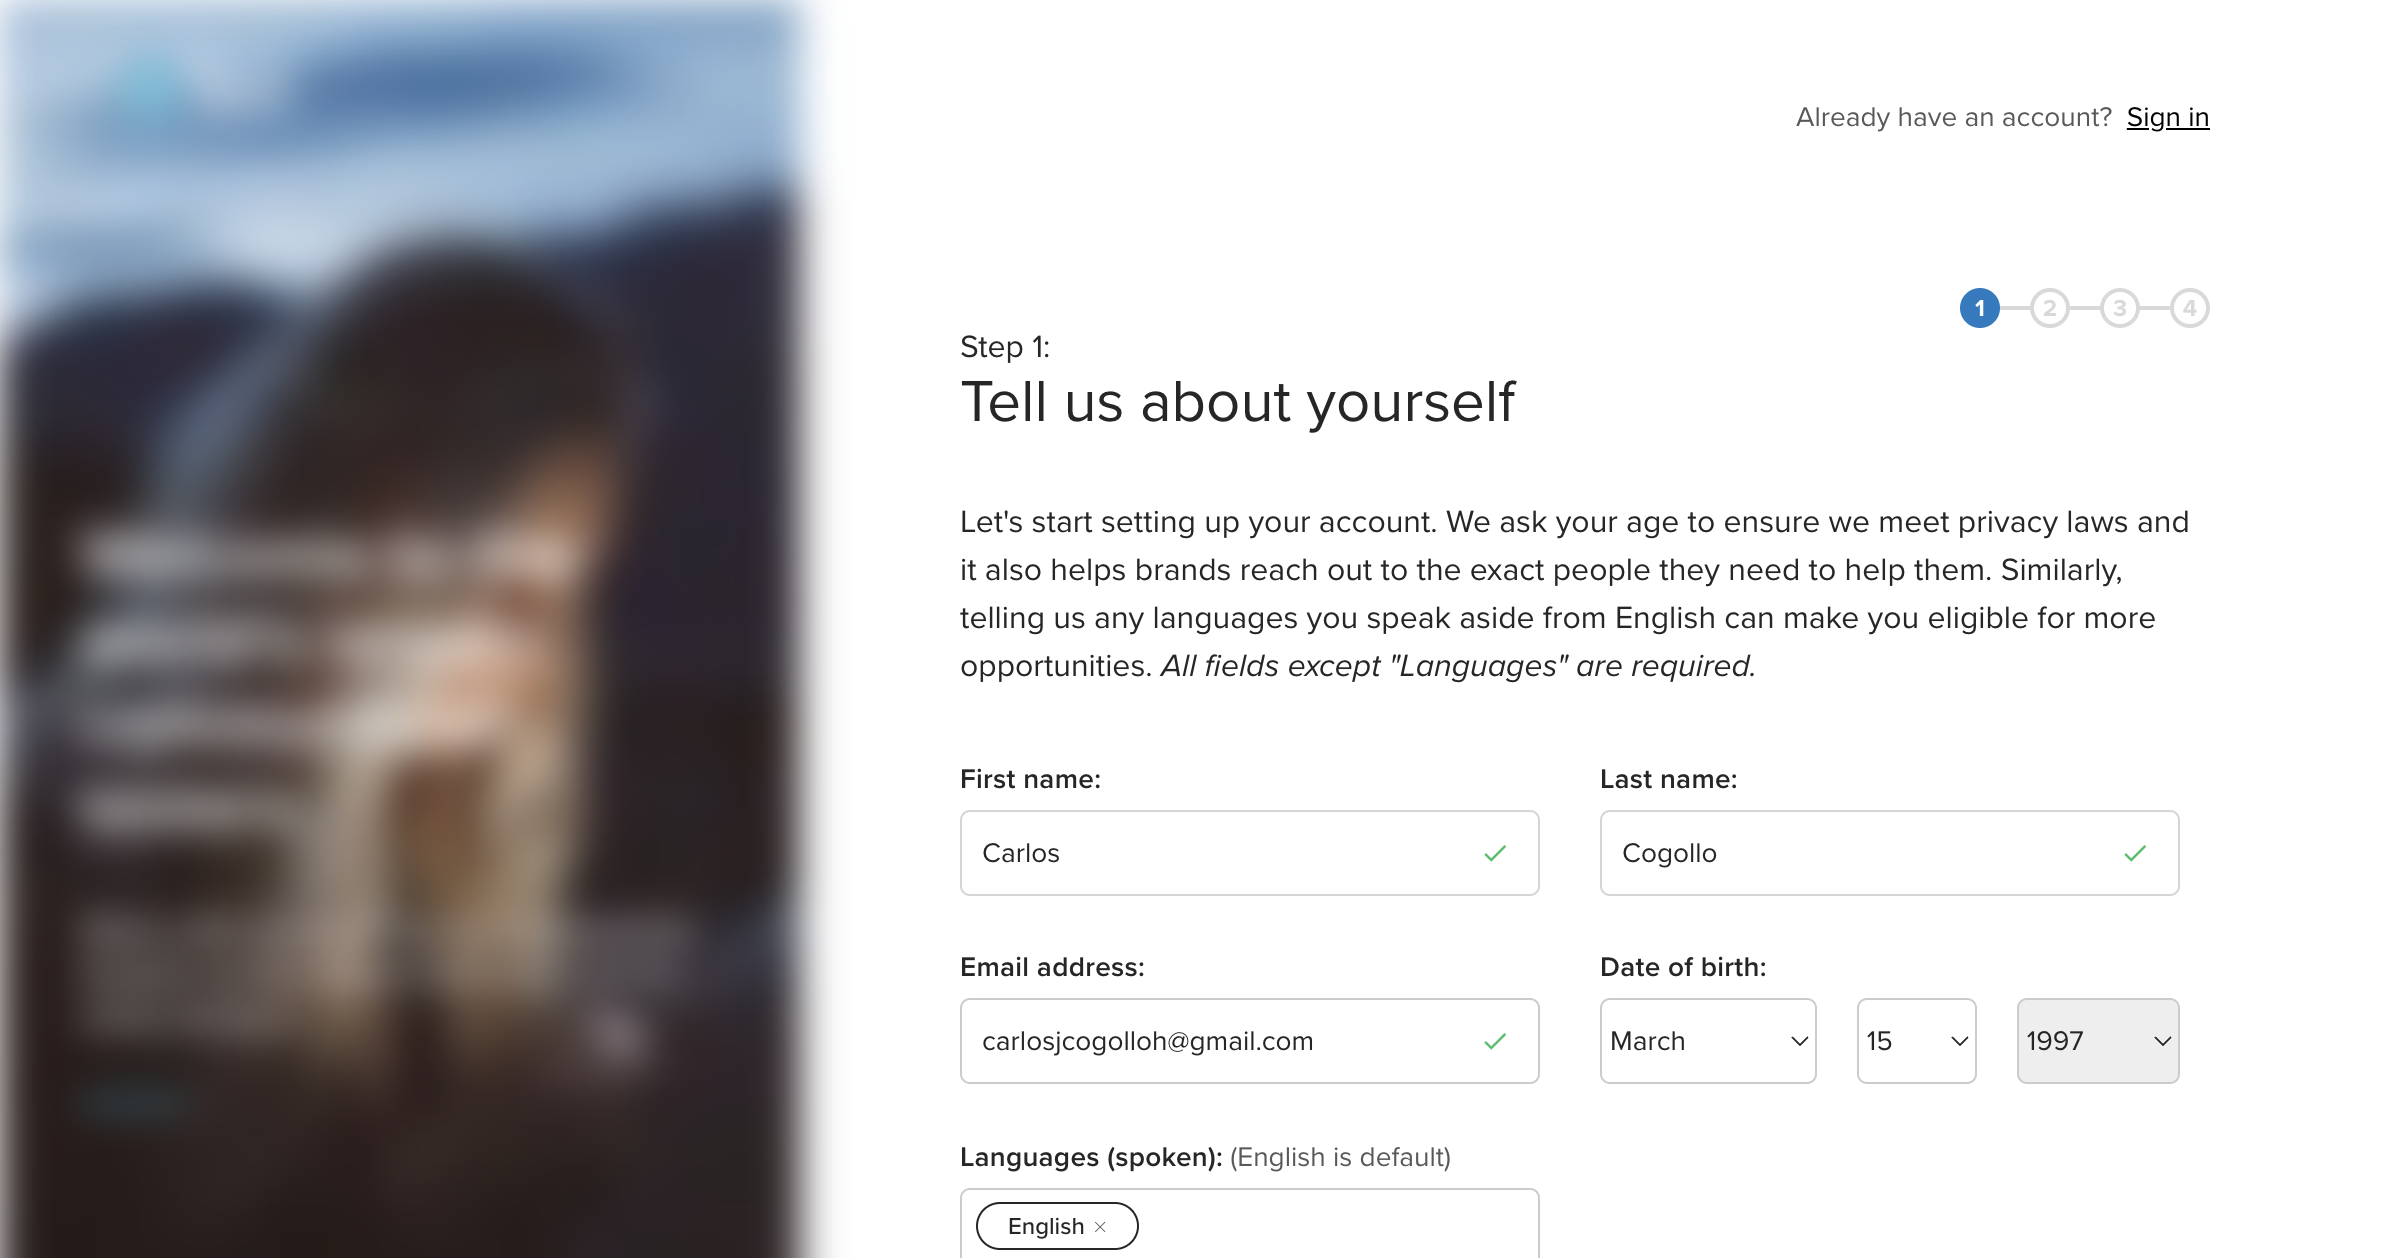 Already have an account? Sign in
1 2 3 4
Step 1:
Tell us about yourself
Let's start setting up your account. We ask your age to ensure we meet privacy laws and
it also helps brands reach out to the exact people they need to help them. Similarly,
telling us any languages you speak aside from English can make you eligible for more
opportunities. All fields except "Languages" are required.
First name: Last name:
Carlos Cogollo
Email address: Date of birth:
carlosjcogolloh@gmail.com March 15 1997
Languages (spoken): (English is default)
English ×